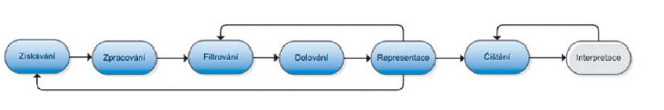 Získávání
Zpracování
Filtrování
Dolování
Representace
Čištění
Interpretace